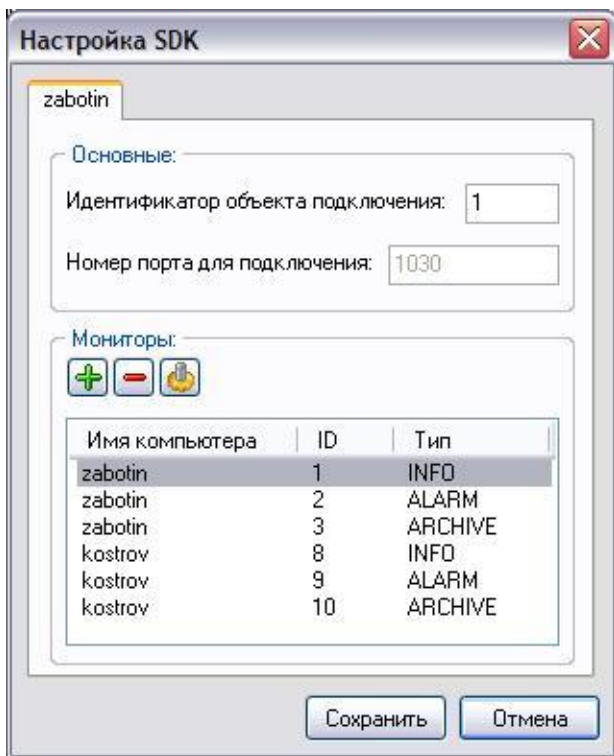 Настройка SDK
zabotin
Основные:
Идентификатор объекта подключения: 1
Номер порта для подключения: 1030
Мониторы:
Имя компьютера ID Тип
zabotin 1 INFO
zabotin 2 ALARM
zabotin 3 ARCHIVE
kostrov 8 INFO
kostrov 9 ALARM
kostrov 10 ARCHIVE
Сохранить Отмена